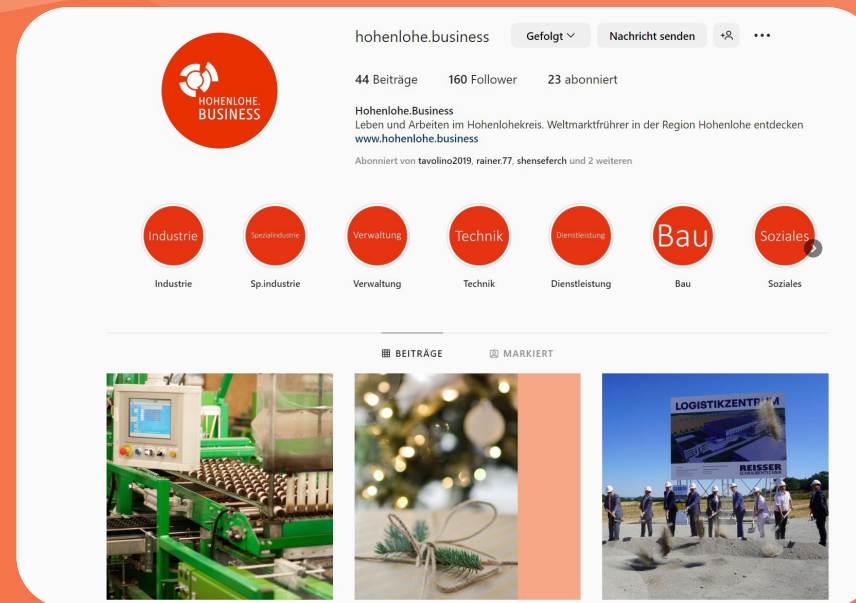 hohenlohe.business Gefolgt Nachricht senden
44 Beiträge 160 Follower 23 abonniert
HOHENLOHE.
BUSINESS
Hohenlohe.Business
Leben und Arbeiten im Hohenlohekreis. Weltmarktfrührer in der Region Hohenlohe entdecken
www.hohenlohe.business
Abonniert von tavolino2019, rainer.77, shenseferch und 2 weiteren
Industrie Spezialindustrie Verwaltung Technik Dienstleistung Bau Soziales
Industrie Sp.industrie Verwaltung Technik Dienstleistung Bau Soziales
BEITRÄGE MARKIERT
LOGISTIKZENTRUM
REISSER
SCHRAUBENTECHNIK